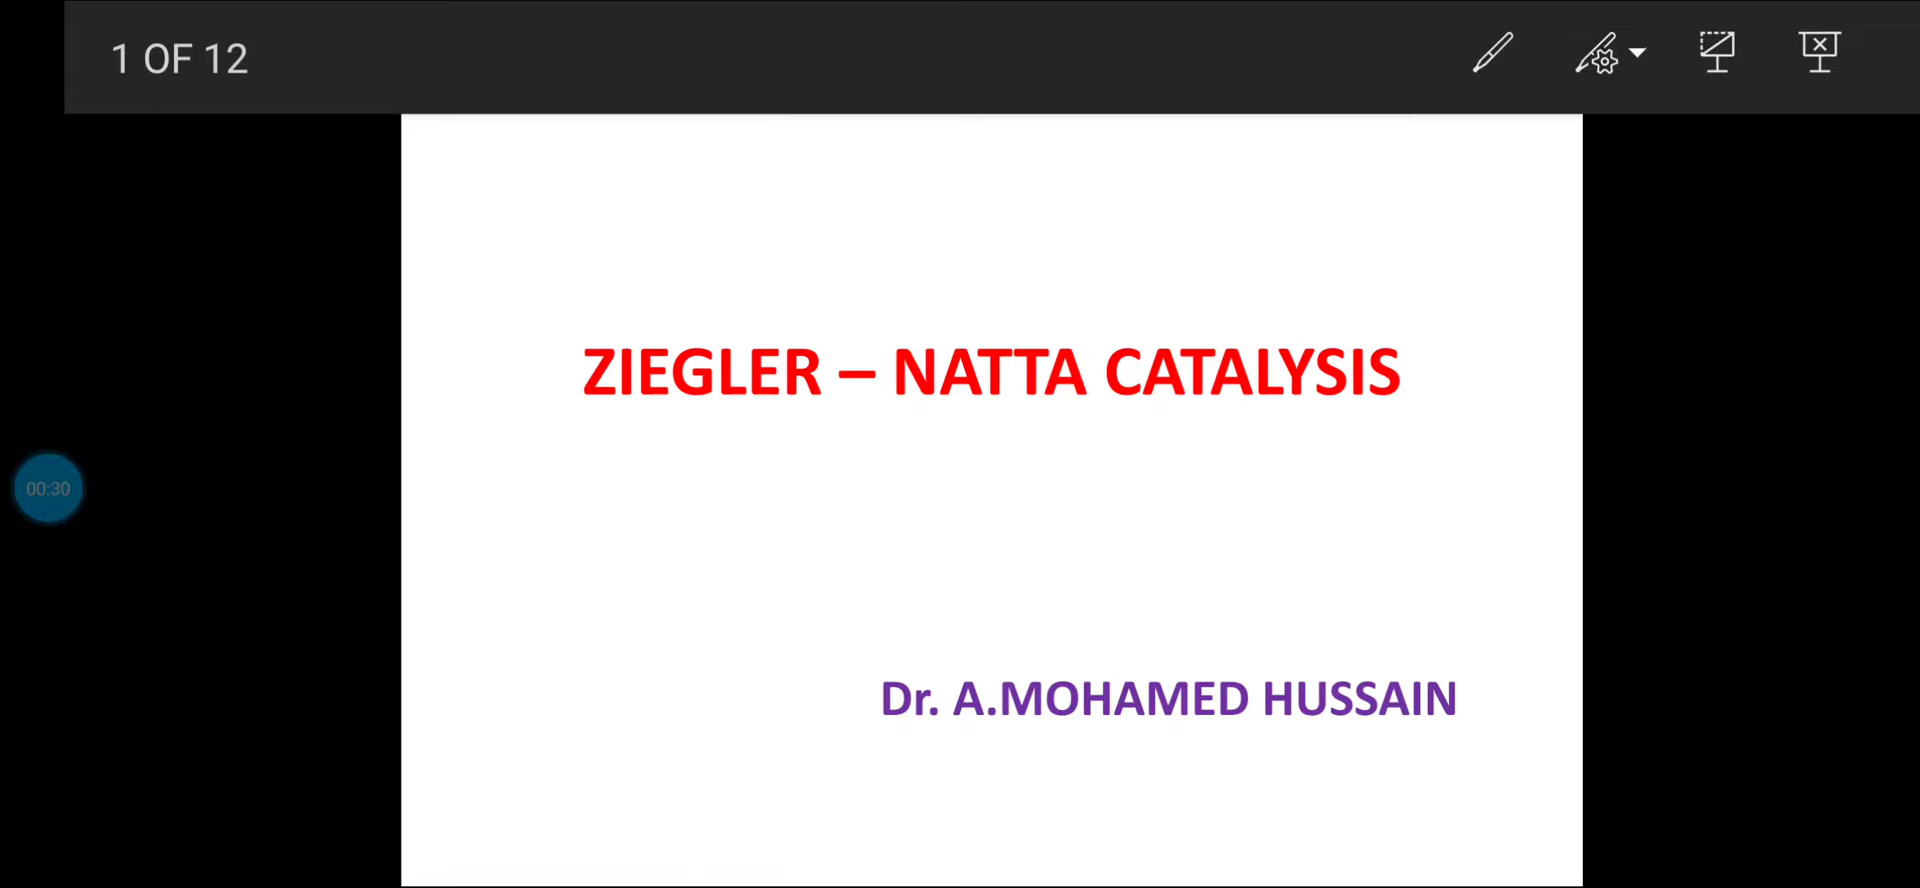 1 OF 12
ZIEGLER – NATTA CATALYSIS
00:30
Dr. A.MOHAMED HUSSAIN